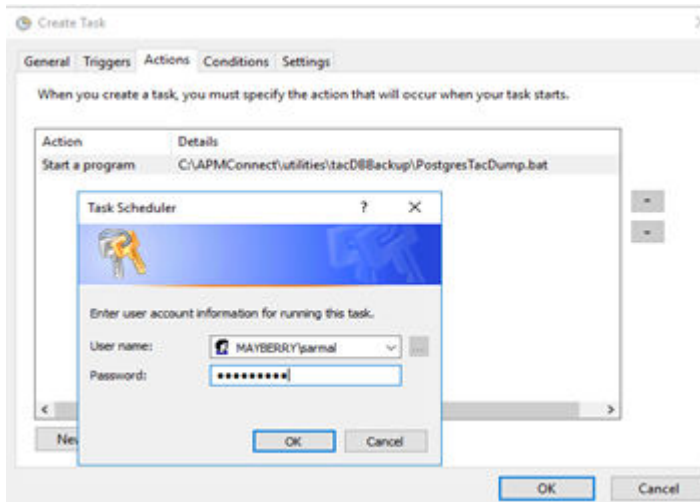 Create Task
General Triggers Actions Conditions Settings
When you create a task, you must specify the action that will occur when your task starts.
Action Details
Start a program C:\APMConnect\utilities\tacDBBackup\PostgresTacDump.bat
Task Scheduler ? ×
Enter user account information for running this task.
User name: MAYBERRY\sarmal
...
Password: •••••••••
OK Cancel
OK Cancel